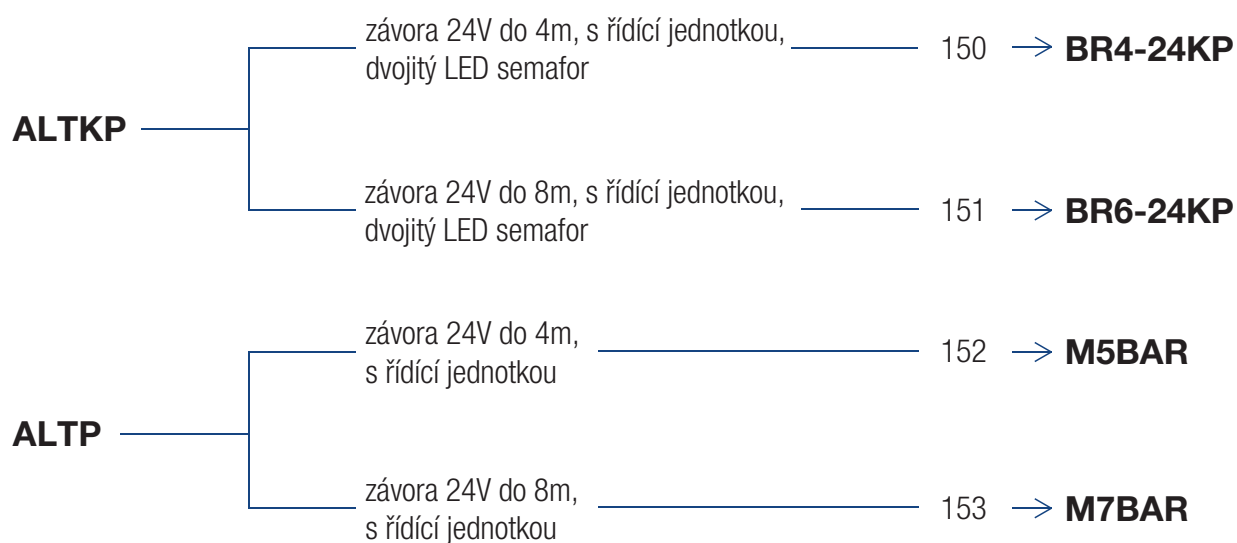 závora 24V do 4m, s řídící jednotkou,
dvojitý LED semafor
150
BR4-24KP
ALTKP
závora 24V do 8m, s řídící jednotkou,
dvojitý LED semafor
151
BR6-24KP
závora 24V do 4m,
s řídící jednotkou
152
M5BAR
ALTP
závora 24V do 8m,
s řídící jednotkou
153
M7BAR